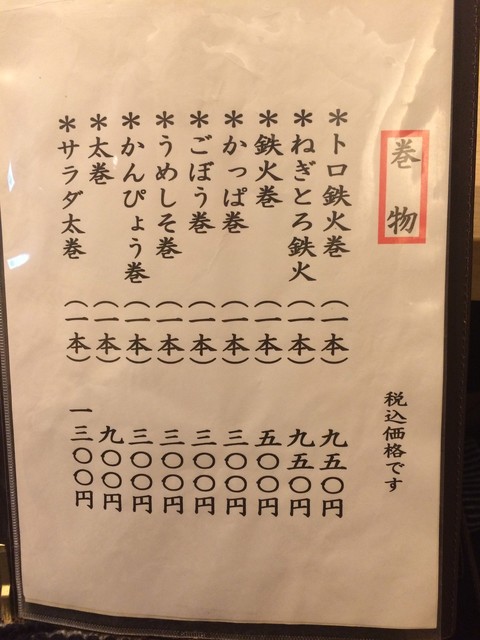 巻物
税込価格です
*トロ鉄火巻(一本)九五〇円
*ねぎとろ鉄火(一本)九五〇円
*鉄火巻(一本)五〇〇円
*かっぱ巻(一本)三〇〇円
*ごぼう巻(一本)三〇〇円
*うめしそ巻(一本)三〇〇円
*かんぴょう巻(一本)三〇〇円
*太巻(一本)九〇〇円
*サラダ太巻(一本)一三〇〇円